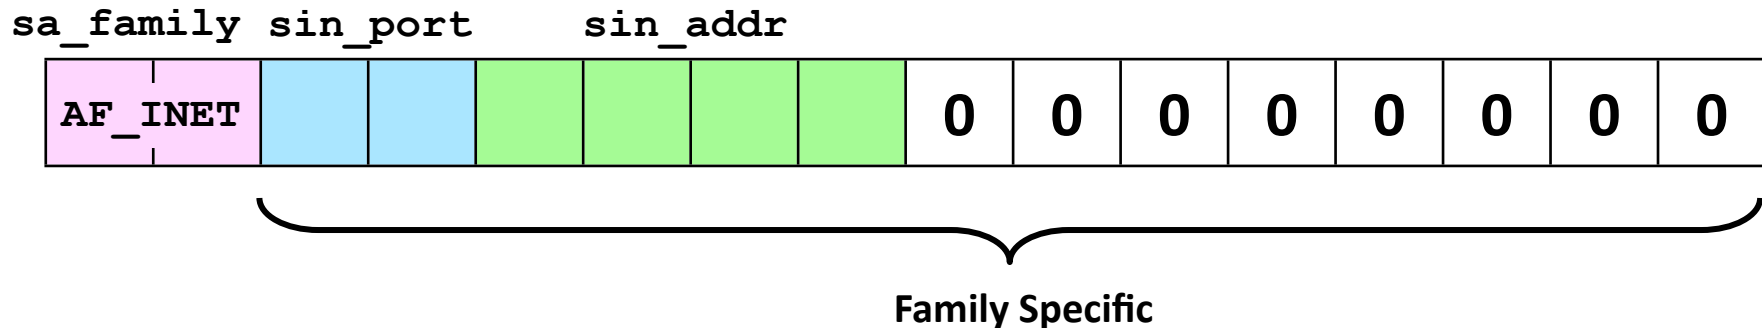 sa_family sin_port sin_addr
AF_INET 0 0 0 0 0 0 0 0
Family Specific